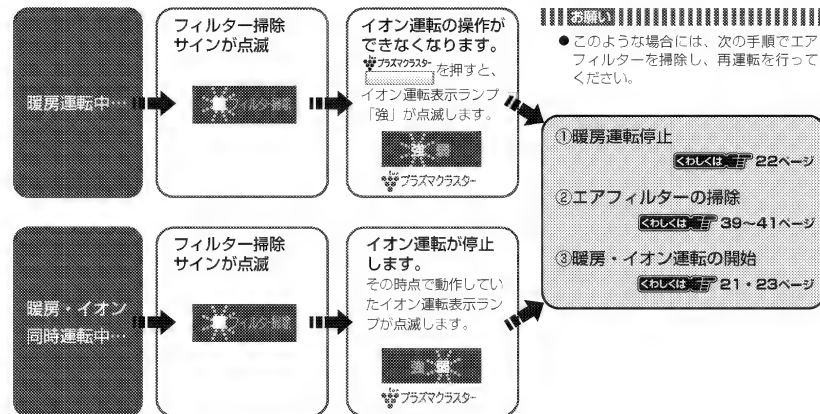 暖房運転中…
フィルター掃除
サインが点滅
フィルター掃除
イオン運転の操作が
できなくなります。
プラズマクラスター
を押すと、
イオン運転表示ランプ
「強」が点滅します。
強 弱
プラズマクラスター
お願い
●このような場合には、次の手順でエア
フィルターを掃除し、再運転を行って
ください。
①暖房運転停止
くわしくは 22ページ
②エアフィルターの掃除
くわしくは 39〜41ページ
③暖房・イオン運転の開始
くわしくは 21・23ページ
暖房・イオン
同時運転中…
フィルター掃除
サインが点滅
フィルター掃除
イオン運転が停止
します。
その時点で動作してい
たイオン運転表示ラン
プが点滅します。
強 弱
プラズマクラスター